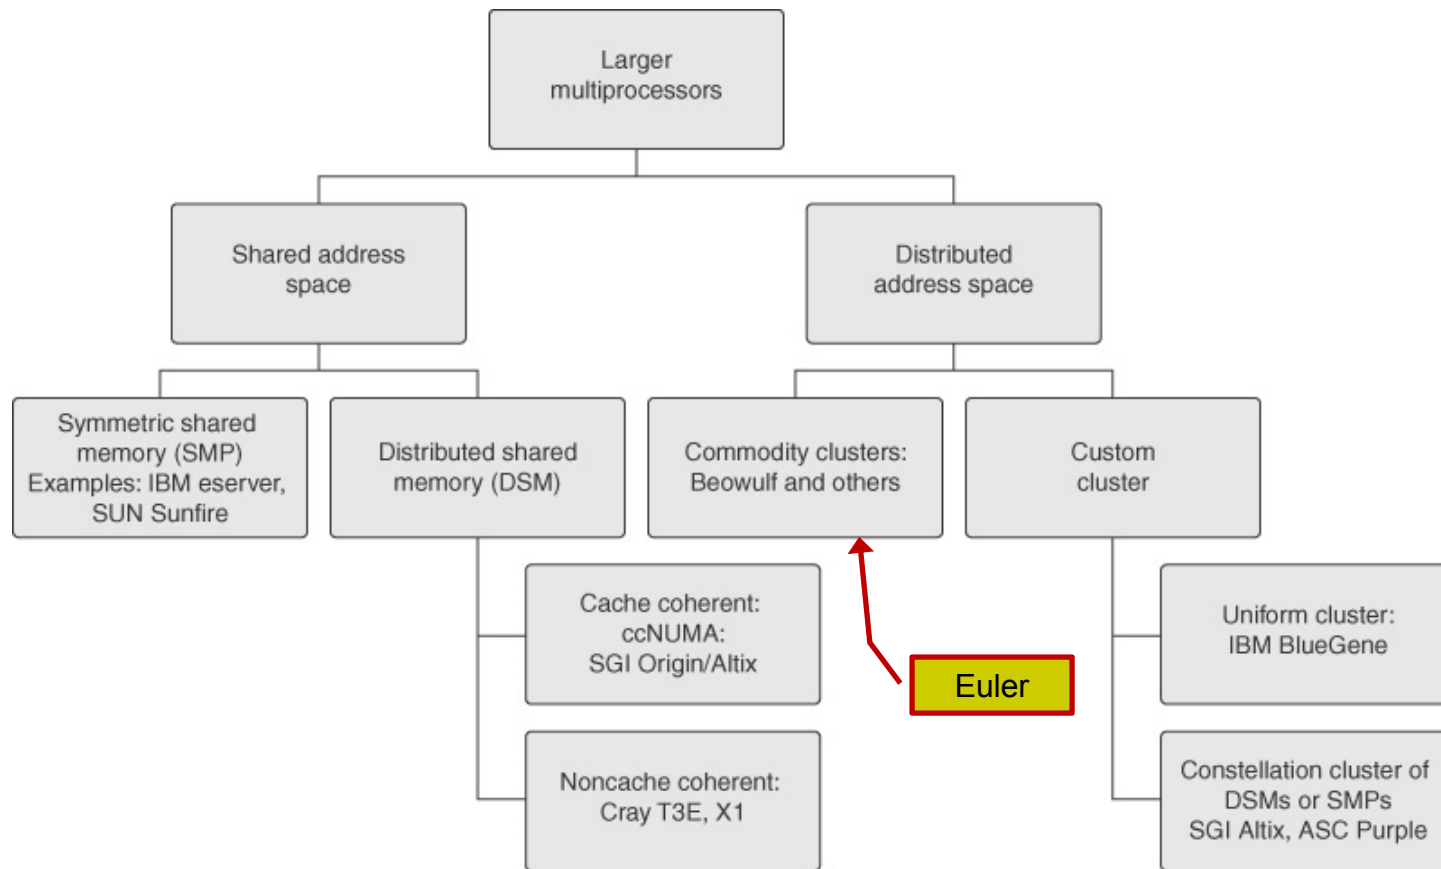 Larger
multiprocessors
Shared address
space
Distributed
address space
Symmetric shared
memory (SMP)
Examples: IBM eserver,
SUN Sunfire
Distributed shared
memory (DSM)
Commodity clusters:
Beowulf and others
Custom
cluster
Cache coherent:
ccNUMA:
SGI Origin/Altix
Euler
Uniform cluster:
IBM BlueGene
Noncache coherent:
Cray T3E, X1
Constellation cluster of
DSMs or SMPs
SGI Altix, ASC Purple